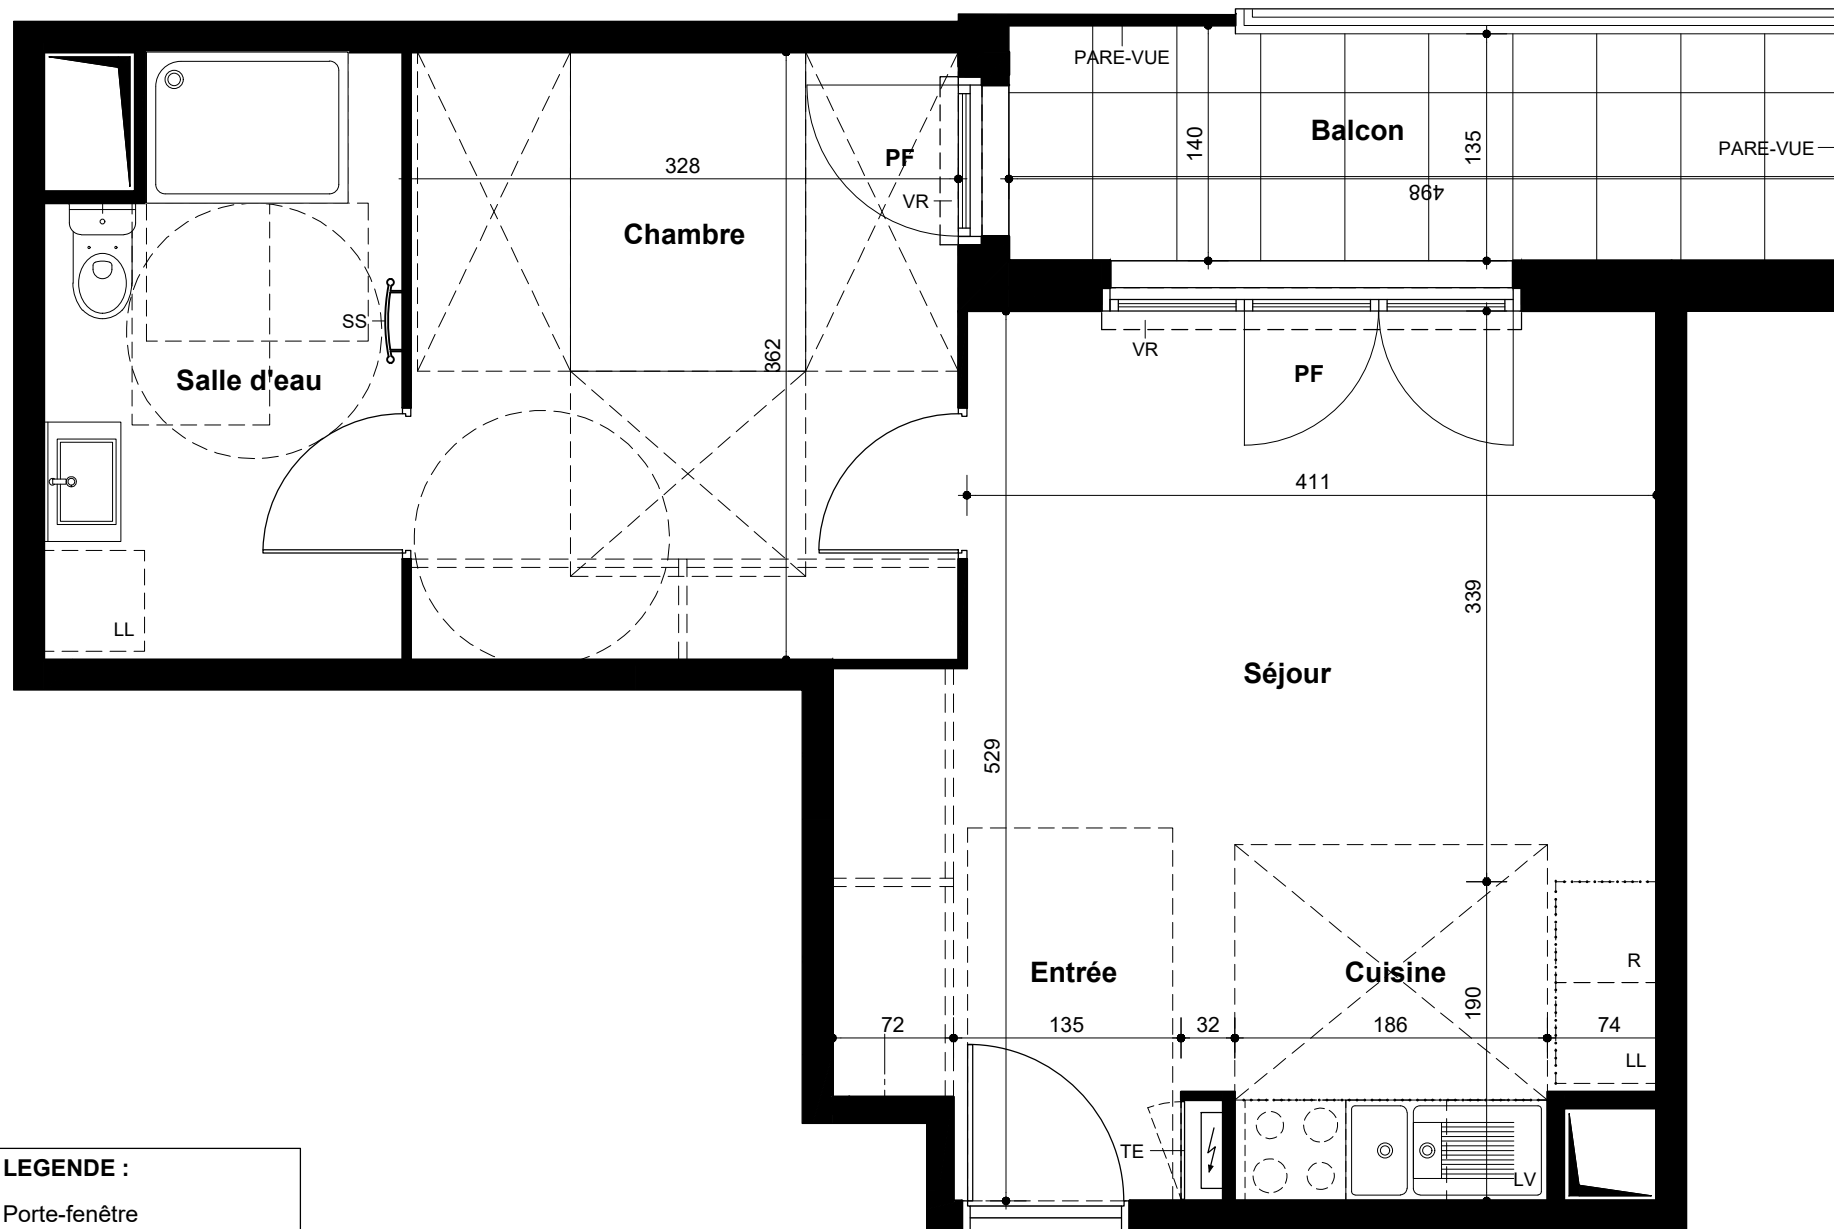 PARE-VUE
Balcon
140
135
PARE-VUE
498
328
PF
VR
Chambre
SS
362
Salle d'eau
VR
PF
411
339
LL
Séjour
529
Entrée
Cuisine
R
190
72
135
32
186
74
LL
TE
LV
LEGENDE :
Porte-fenêtre